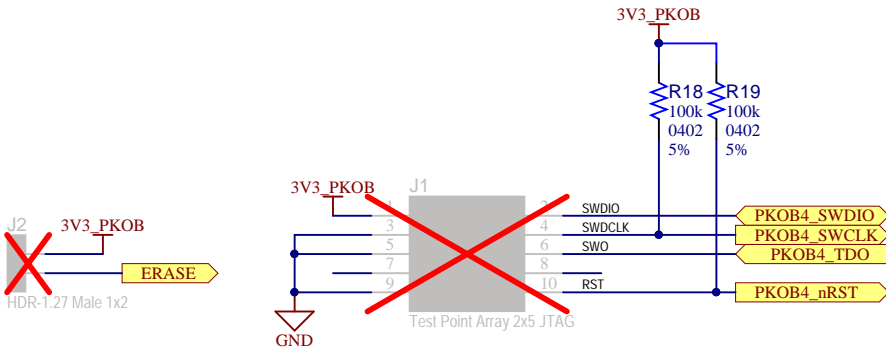 3V3_PKOB
R18
100k
0402
5%
R19
100k
0402
5%
J1
3V3_PKOB
1
2
SWDIO
PKOB4_SWDIO
3
4
SWDCLK
PKOB4_SWCLK
5
6
SWO
PKOB4_TDO
7
8
9
10
RST
PKOB4_nRST
Test Point Array 2x5 JTAG
GND
J2
3V3_PKOB
ERASE
HDR-1.27 Male 1x2